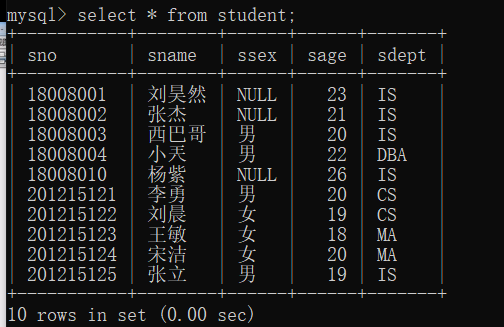 mysql> select * from student;
sno | sname | ssex | sage | sdept
18008001 | 刘昊然 | NULL | 23 | IS
18008002 | 张杰 | NULL | 21 | IS
18008003 | 西巴哥 | 男 | 20 | IS
18008004 | 小天 | 男 | 22 | DBA
18008010 | 杨紫 | NULL | 26 | IS
201215121 | 李勇 | 男 | 20 | CS
201215122 | 刘晨 | 女 | 19 | CS
201215123 | 王敏 | 女 | 18 | MA
201215124 | 宋洁 | 女 | 20 | MA
201215125 | 张立 | 男 | 19 | IS
10 rows in set (0.00 sec)